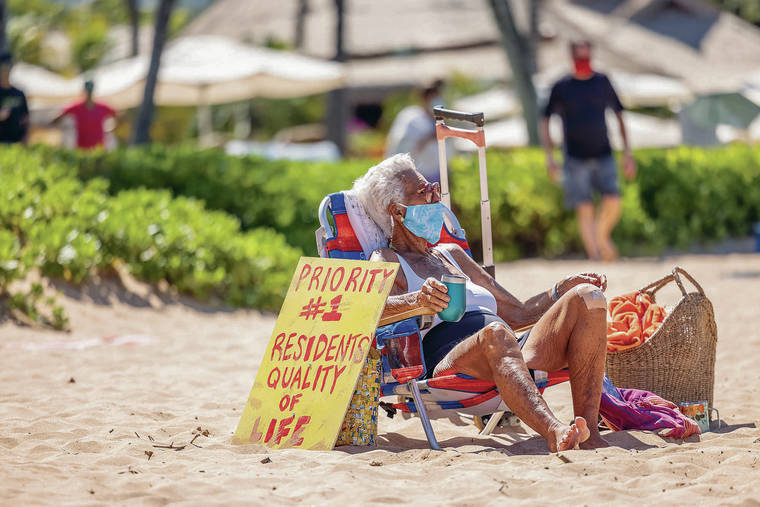 PRIORITY
#1
RESIDENTS
QUALITY
OF
LIFE